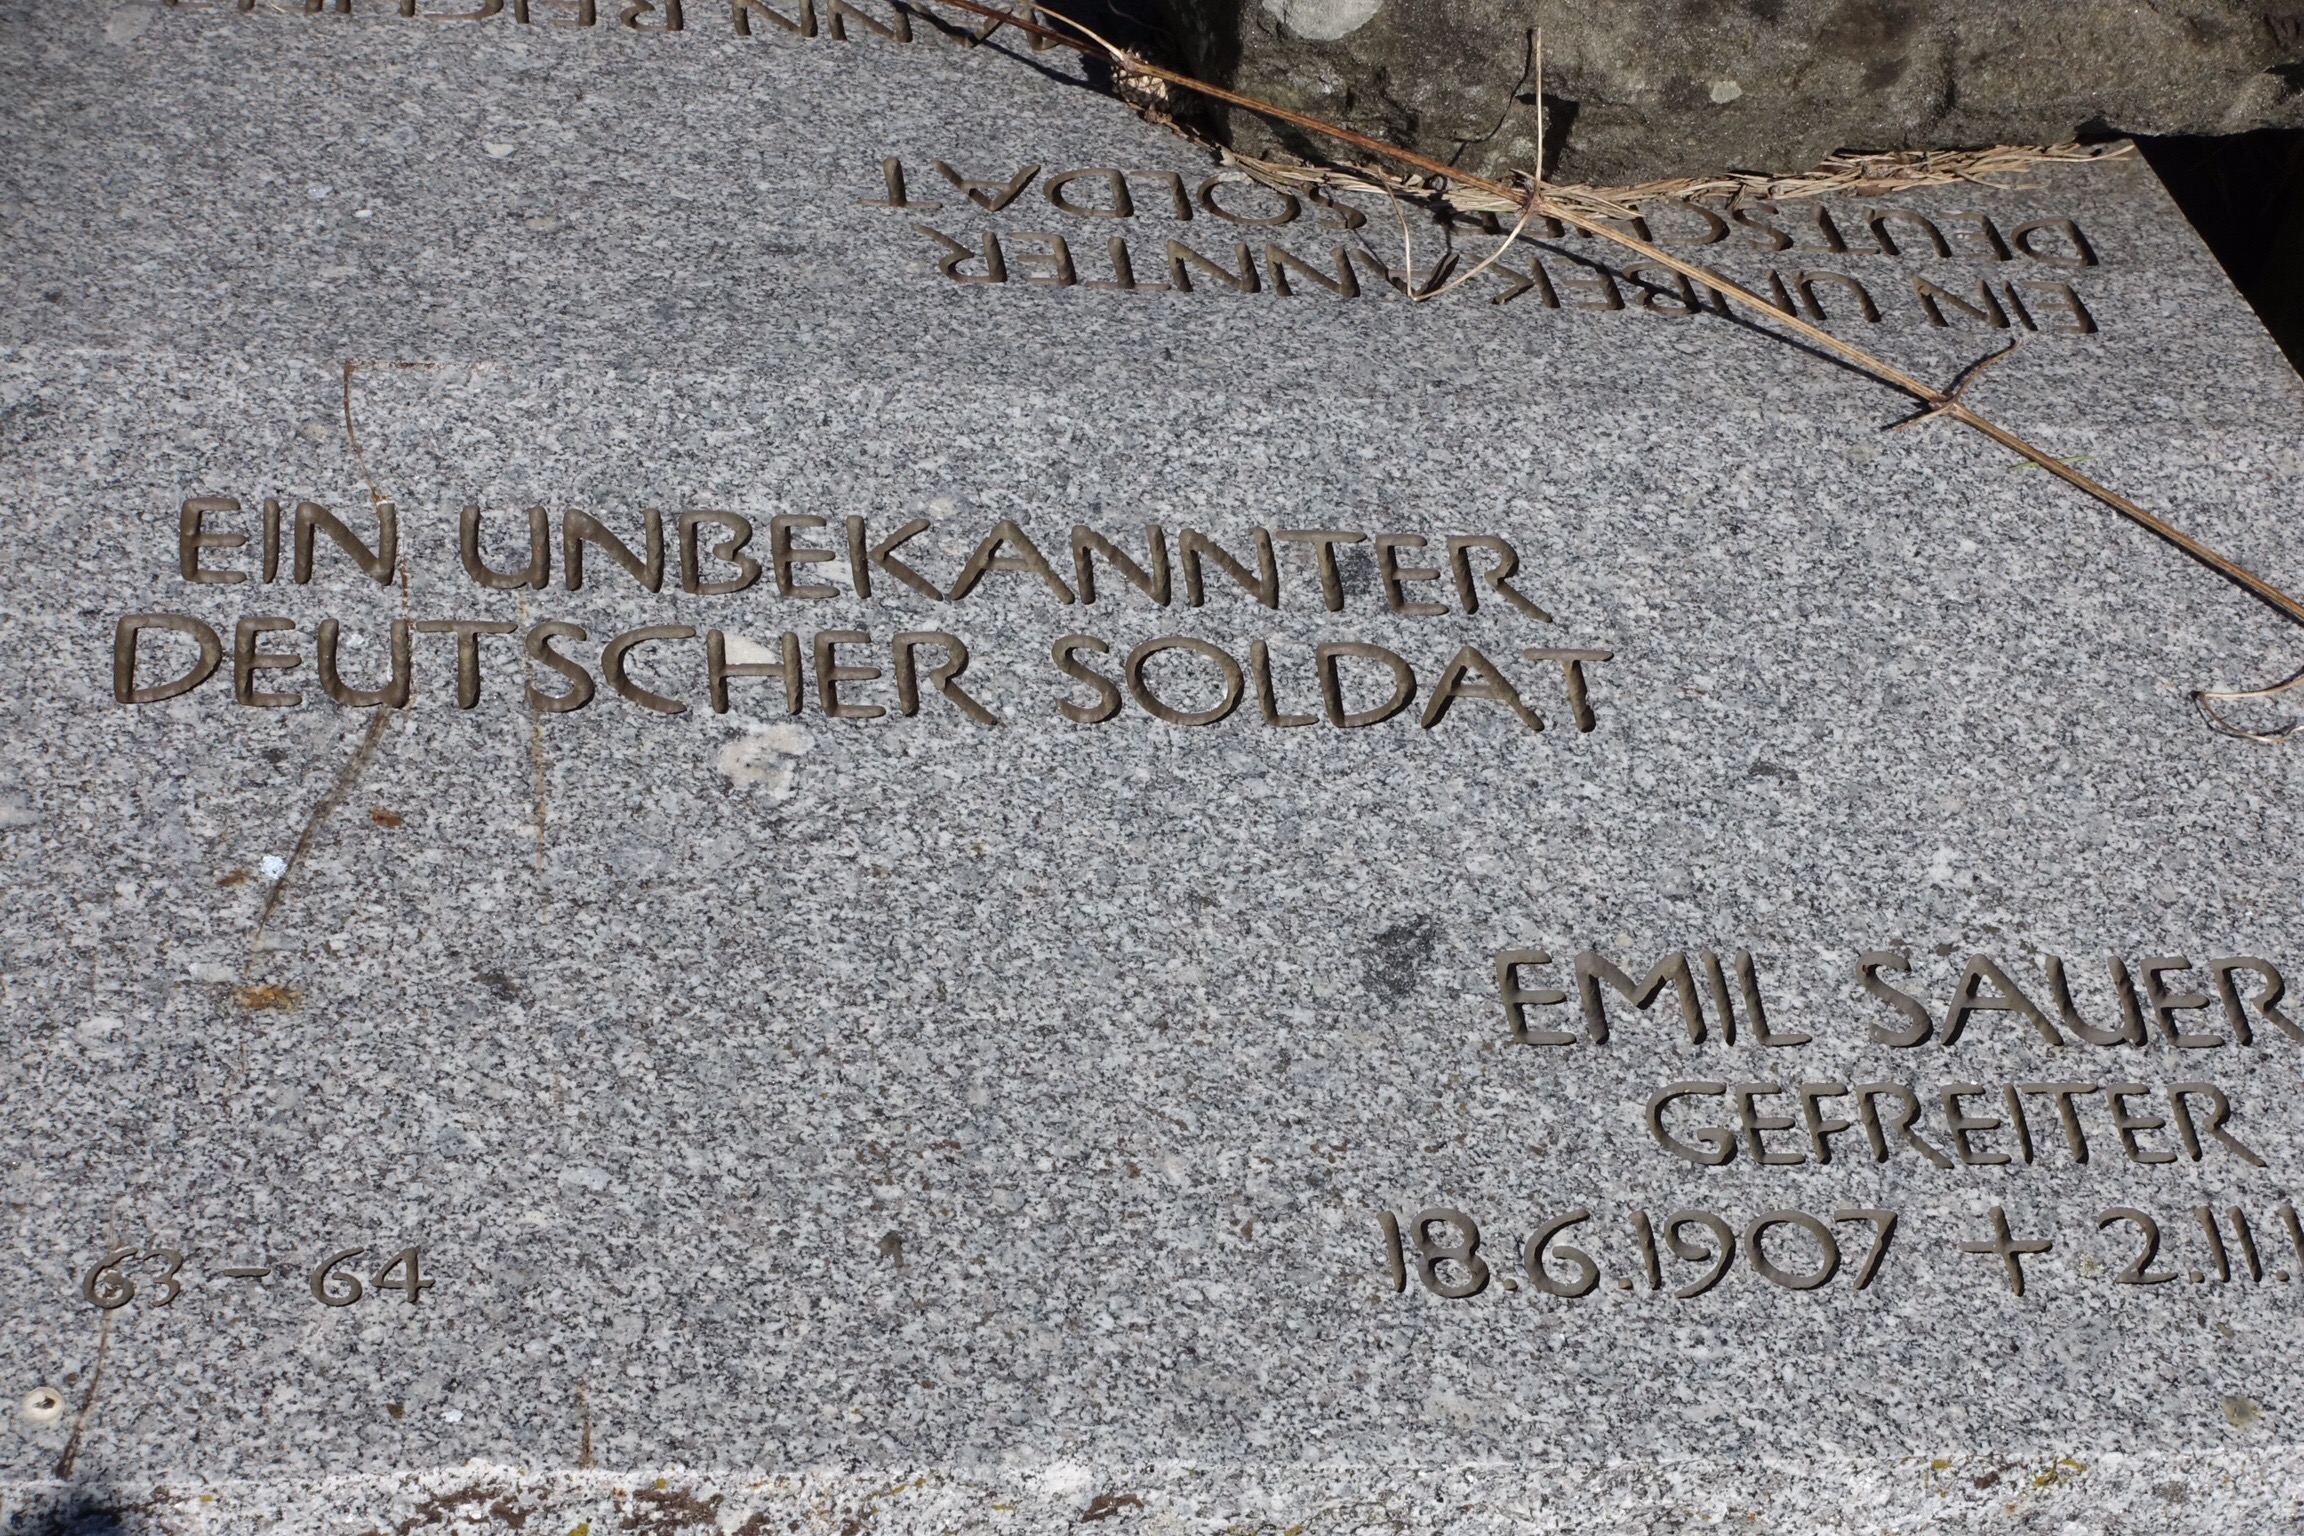 DEUTSCHER SOLDAT
EIN UNBEKANNTER
EIN UNBEKANNTER
DEUTSCHER SOLDAT
EMIL SAUER
GEFREITER
18.6.1907 + 2.11.
63 – 64